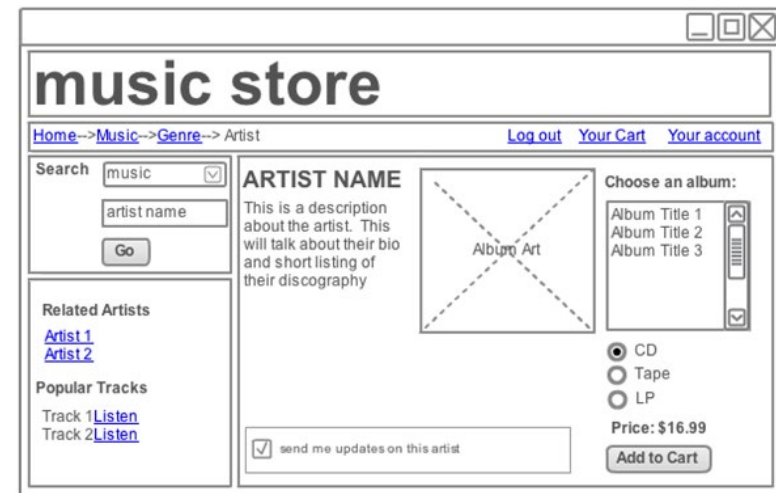 music store
Home-->Music-->Genre--> Artist
Log out Your Cart Your account
Search
music
artist name
Go
Related Artists
Artist 1
Artist 2
Popular Tracks
Track 1Listen
Track 2Listen
ARTIST NAME
This is a description
about the artist. This
will talk about their bio
and short listing of
their discography
Album Art
send me updates on this artist
Choose an album:
Album Title 1
Album Title 2
Album Title 3
CD
Tape
LP
Price: $16.99
Add to Cart